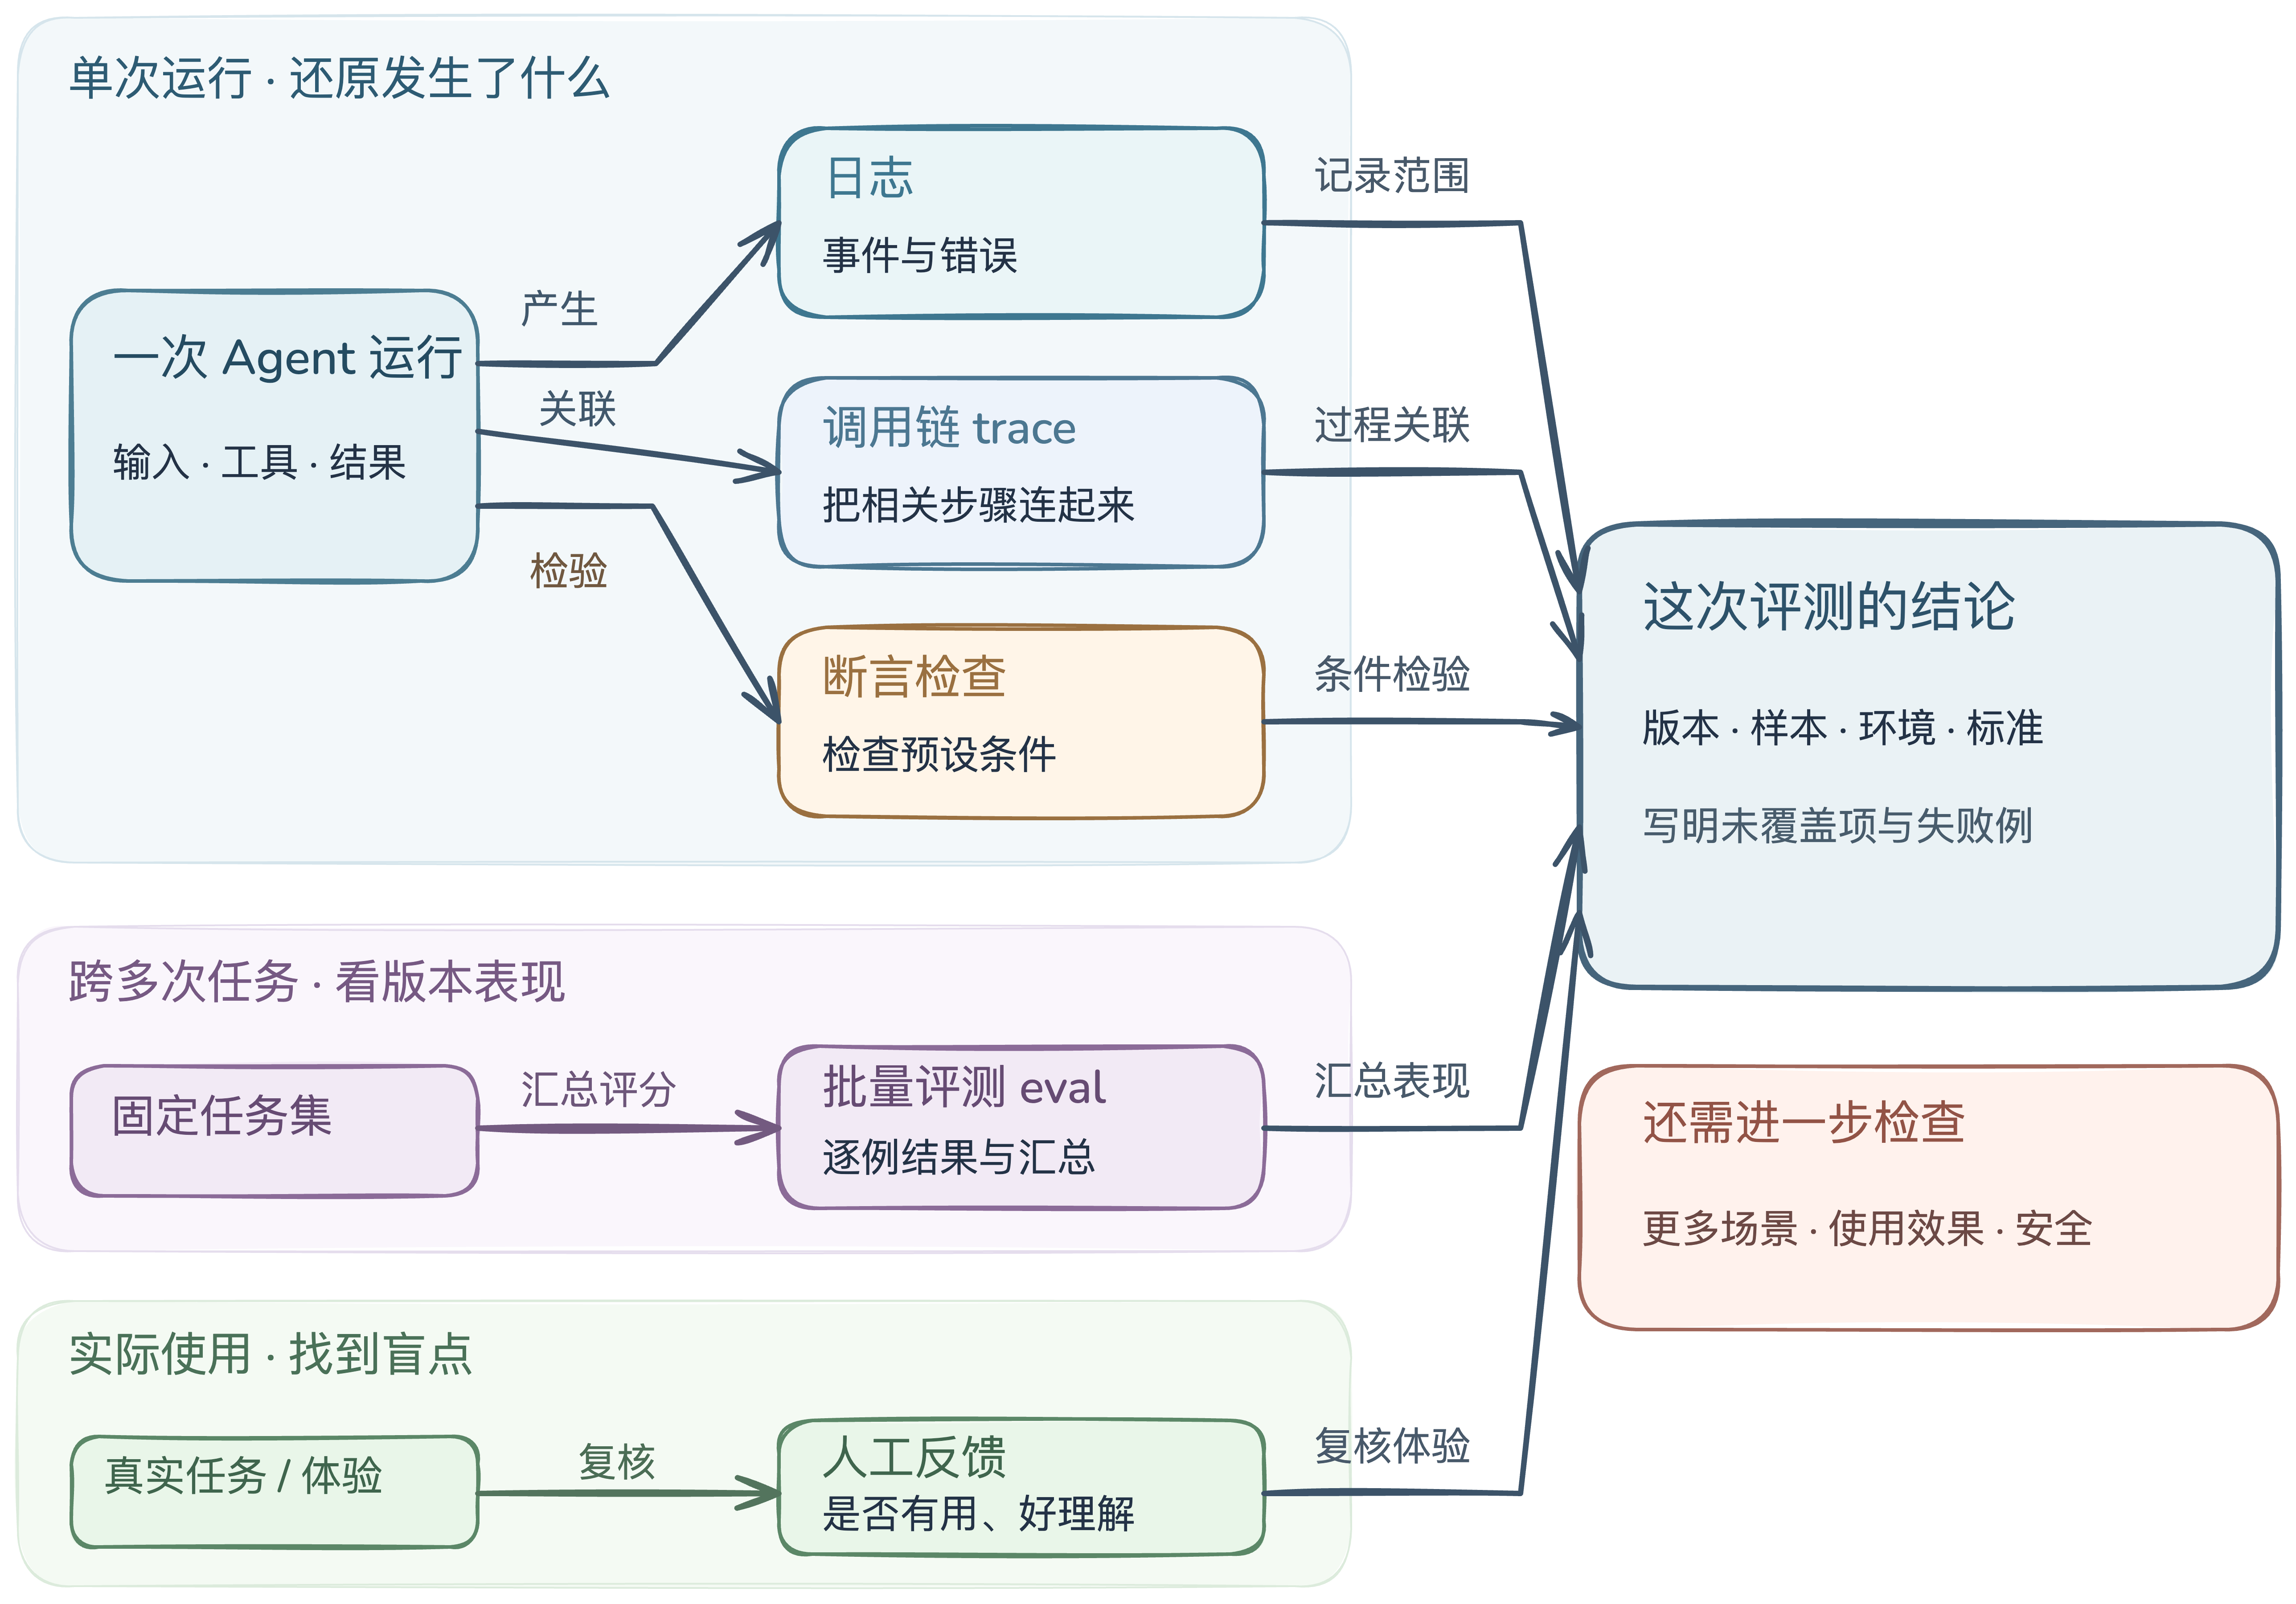 单次运行 · 还原发生了什么
一次 Agent 运行
输入 · 工具 · 结果
产生
关联
检验
日志
事件与错误
调用链 trace
把相关步骤连起来
断言检查
检查预设条件
记录范围
过程关联
条件检验
跨多次任务 · 看版本表现
固定任务集
汇总评分
批量评测 eval
逐例结果与汇总
汇总表现
实际使用 · 找到盲点
真实任务 / 体验
复核
人工反馈
是否有用、好理解
复核体验
这次评测的结论
版本 · 样本 · 环境 · 标准
写明未覆盖项与失败例
还需进一步检查
更多场景 · 使用效果 · 安全